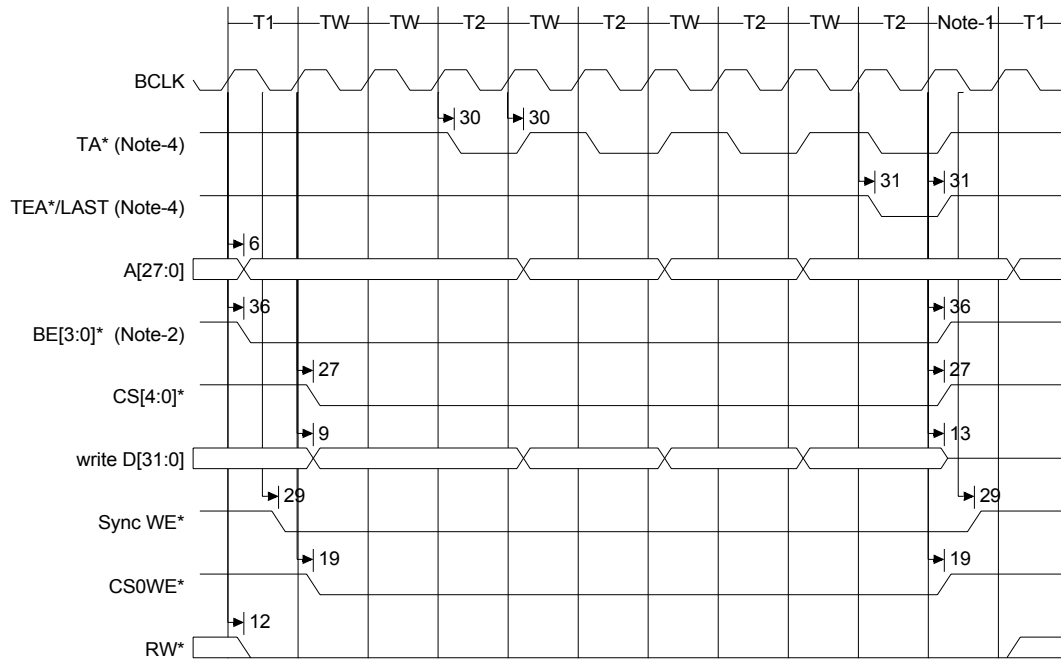 T1 TW TW T2 TW T2 TW T2 TW T2 Note-1 T1
BCLK
30 30
TA* (Note-4)
31 31
TEA*/LAST (Note-4)
6
A[27:0]
36 36
BE[3:0]* (Note-2)
27 27
CS[4:0]*
9 13
write D[31:0]
29 29
Sync WE*
19 19
CS0WE*
12
RW*